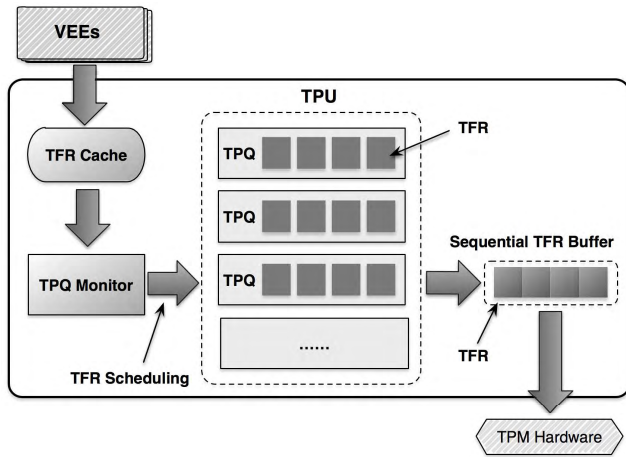 VEEs
TPU
TFR Cache
TPQ
TFR
TPQ
Sequential TFR Buffer
TPQ Monitor
TPQ
TFR
TFR Scheduling
......
TPM Hardware